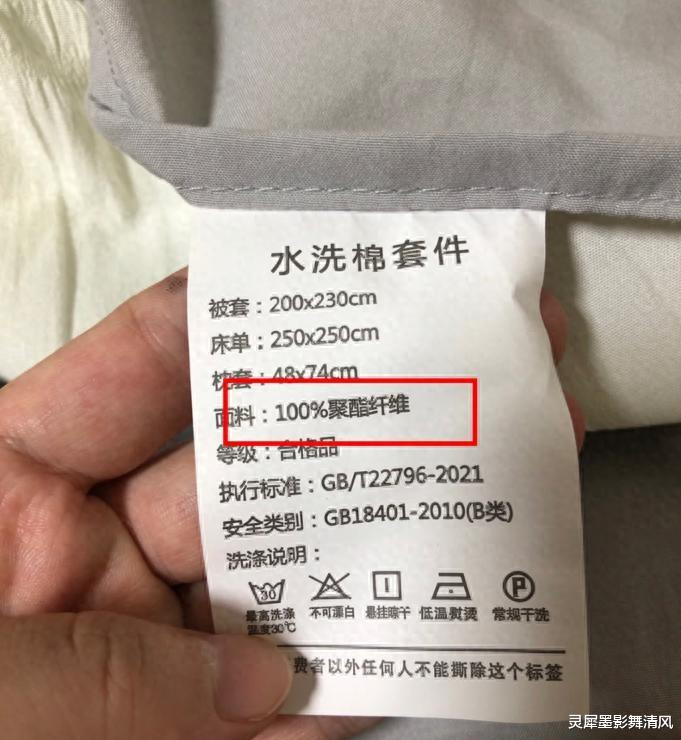 水洗棉套件
被套：200x230cm
床单：250x250cm
枕套：48x74cm
面料：100%聚酯纤维
等级：合格品
执行标准：GB/T22796-2021
安全类别：GB18401-2010(B类)
洗涤说明：
30 P
最高洗涤温度30℃ 不可漂白 悬挂晾干 低温熨烫 常规干洗
费者以外任何人不能撕除这个标签
灵犀墨影舞清风